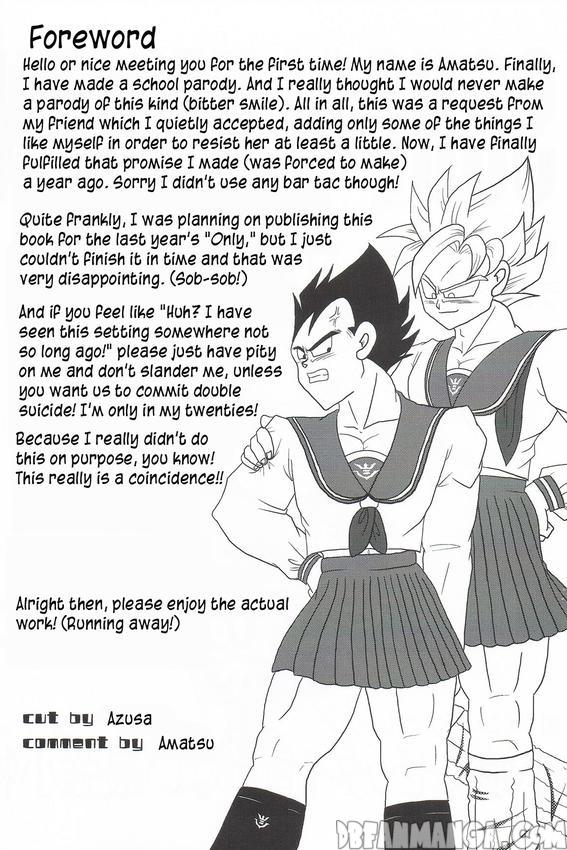 Foreword
Hello or nice meeting you for the first time! My name is Amatsu. Finally,
I have made a school parody. And I really thought I would never make
a parody of this kind (bitter smile). All in all, this was a request from
my friend which I quietly accepted, adding only some of the things I
like myself in order to resist her at least a little. Now, I have finally
fulfilled that promise I made (was forced to make)
a year ago. Sorry I didn't use any bar tac though!
Quite frankly, I was planning on publishing this
book for the last year's "Only," but I just
couldn't finish it in time and that was
very disappointing. (Sob-sob!)
And if you feel like "Huh? I have
seen this setting somewhere not
so long ago!" please just have pity
on me and don't slander me, unless
you want us to commit double
suicide! I'm only in my twenties!
Because I really didn't do
this on purpose, you know!
This really is a coincidence!!
Alright then, please enjoy the actual
work! (Running away!)
cut by Azusa
comment by Amatsu
DBFANMANGA.COM